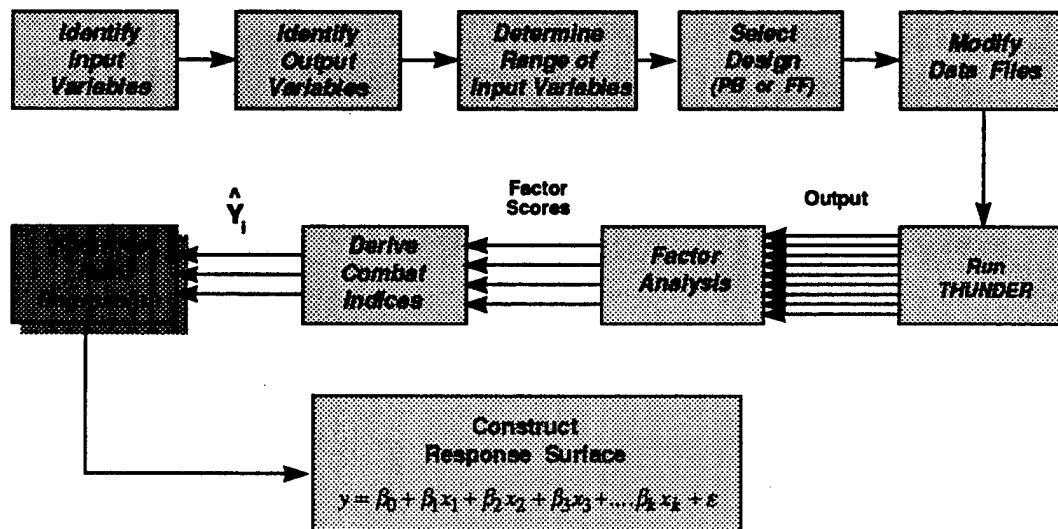 Identify
Input
Variables
Identify
Output
Variables
Determine
Range of
Input Variables
Select
Design
(PB or FF)
Modify
Data Files
Ŷi
Factor
Scores
Output
Derive
Combat
Indices
Factor
Analysis
Run
THUNDER
Construct
Response Surface
y = β0 + β1x1 + β2x2 + β3x3 + ....βkxk + ε